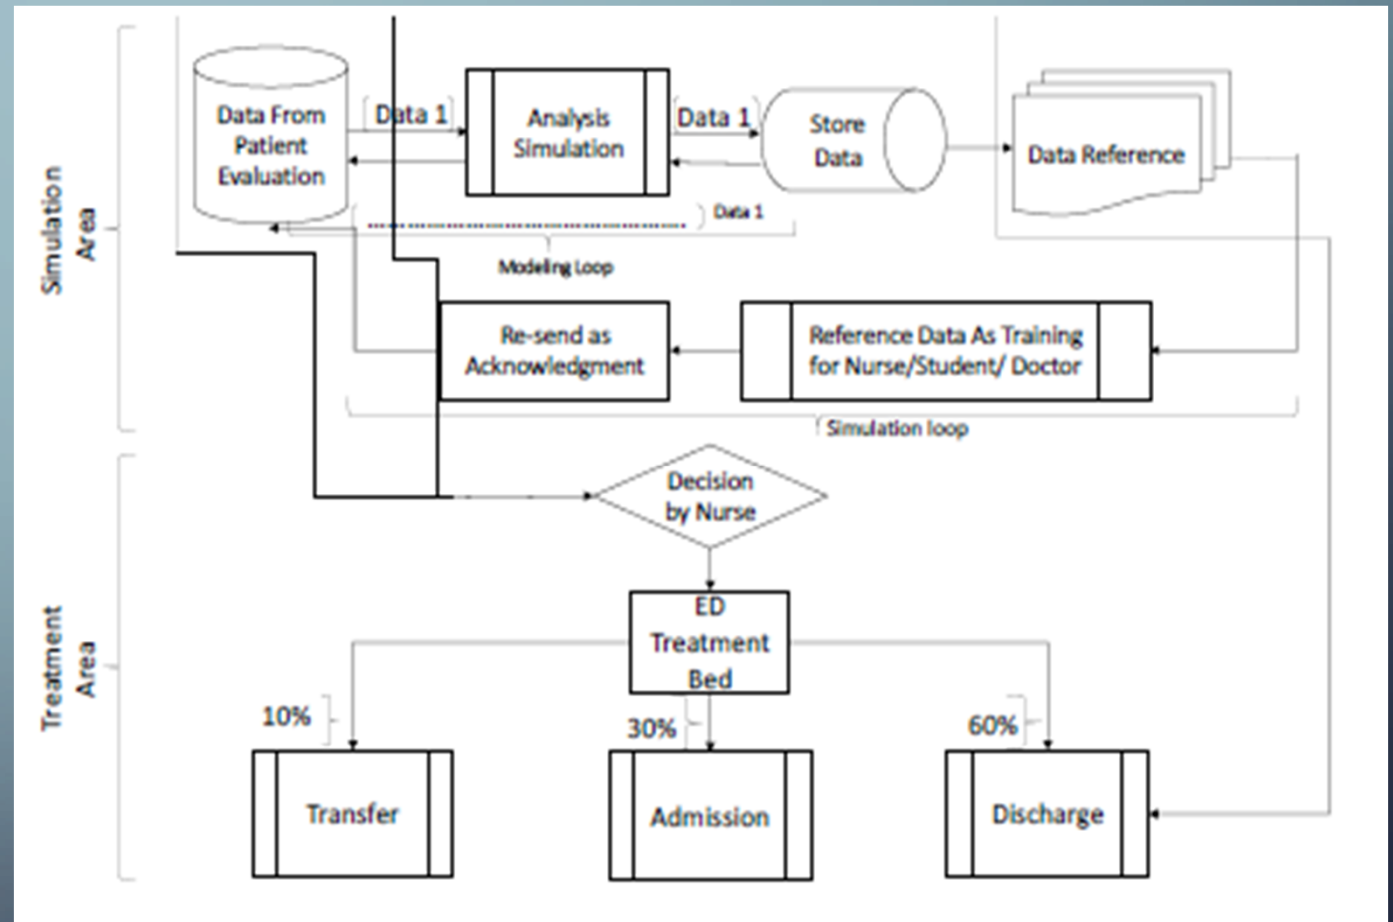 Simulation
Area
Data From
Patient
Evaluation
Data 1
Analysis
Simulation
Data 1
Store
Data
Data Reference
Data 1
Modeling Loop
Re-send as
Acknowledgment
Reference Data As Training
for Nurse/Student/ Doctor
Simulation loop
Treatment
Area
Decision
by Nurse
ED
Treatment
Bed
10%
30%
60%
Transfer
Admission
Discharge